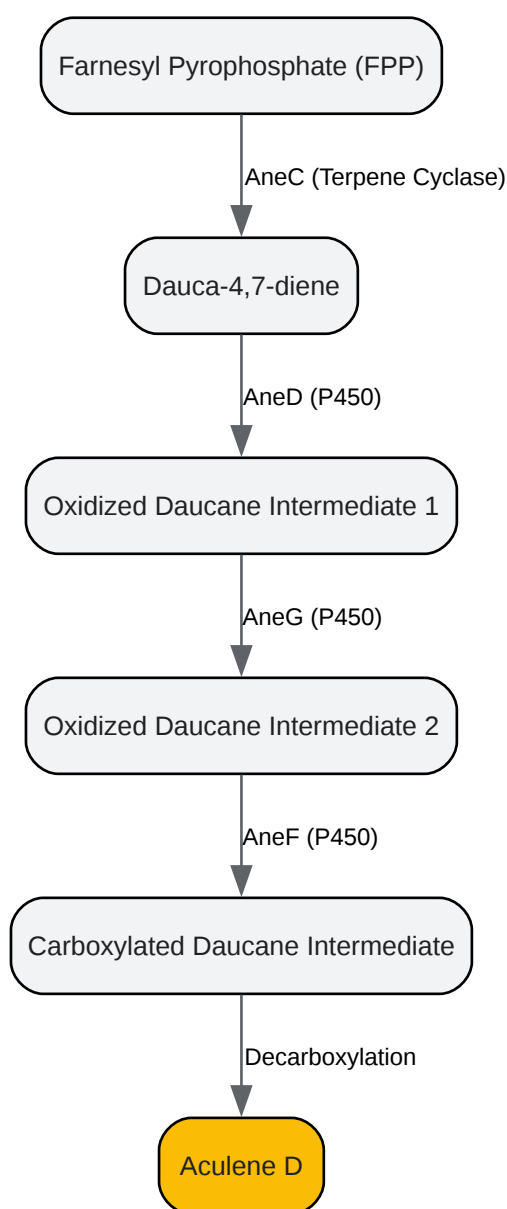 Farnesyl Pyrophosphate (FPP)
AneC (Terpene Cyclase)
Dauca-4,7-diene
AneD (P450)
Oxidized Daucane Intermediate 1
AneG (P450)
Oxidized Daucane Intermediate 2
AneF (P450)
Carboxylated Daucane Intermediate
Decarboxylation
Aculene D